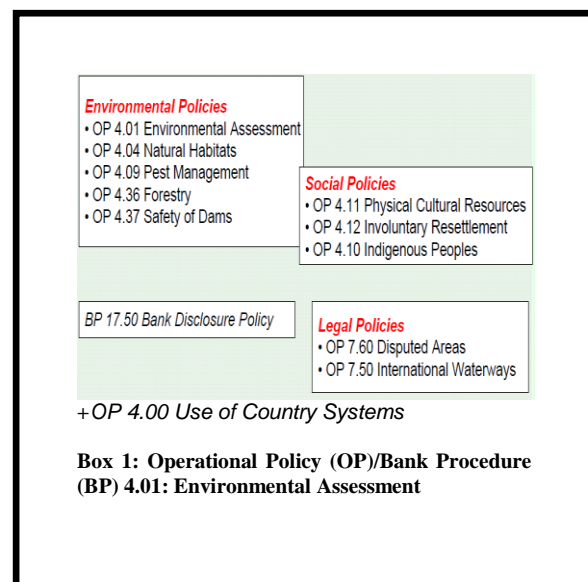 Environmental Policies
• OP 4.01 Environmental Assessment
• OP 4.04 Natural Habitats
• OP 4.09 Pest Management
• OP 4.36 Forestry
• OP 4.37 Safety of Dams
Social Policies
• OP 4.11 Physical Cultural Resources
• OP 4.12 Involuntary Resettlement
• OP 4.10 Indigenous Peoples
BP 17.50 Bank Disclosure Policy
Legal Policies
• OP 7.60 Disputed Areas
• OP 7.50 International Waterways
+OP 4.00 Use of Country Systems
Box 1: Operational Policy (OP)/Bank Procedure
(BP) 4.01: Environmental Assessment